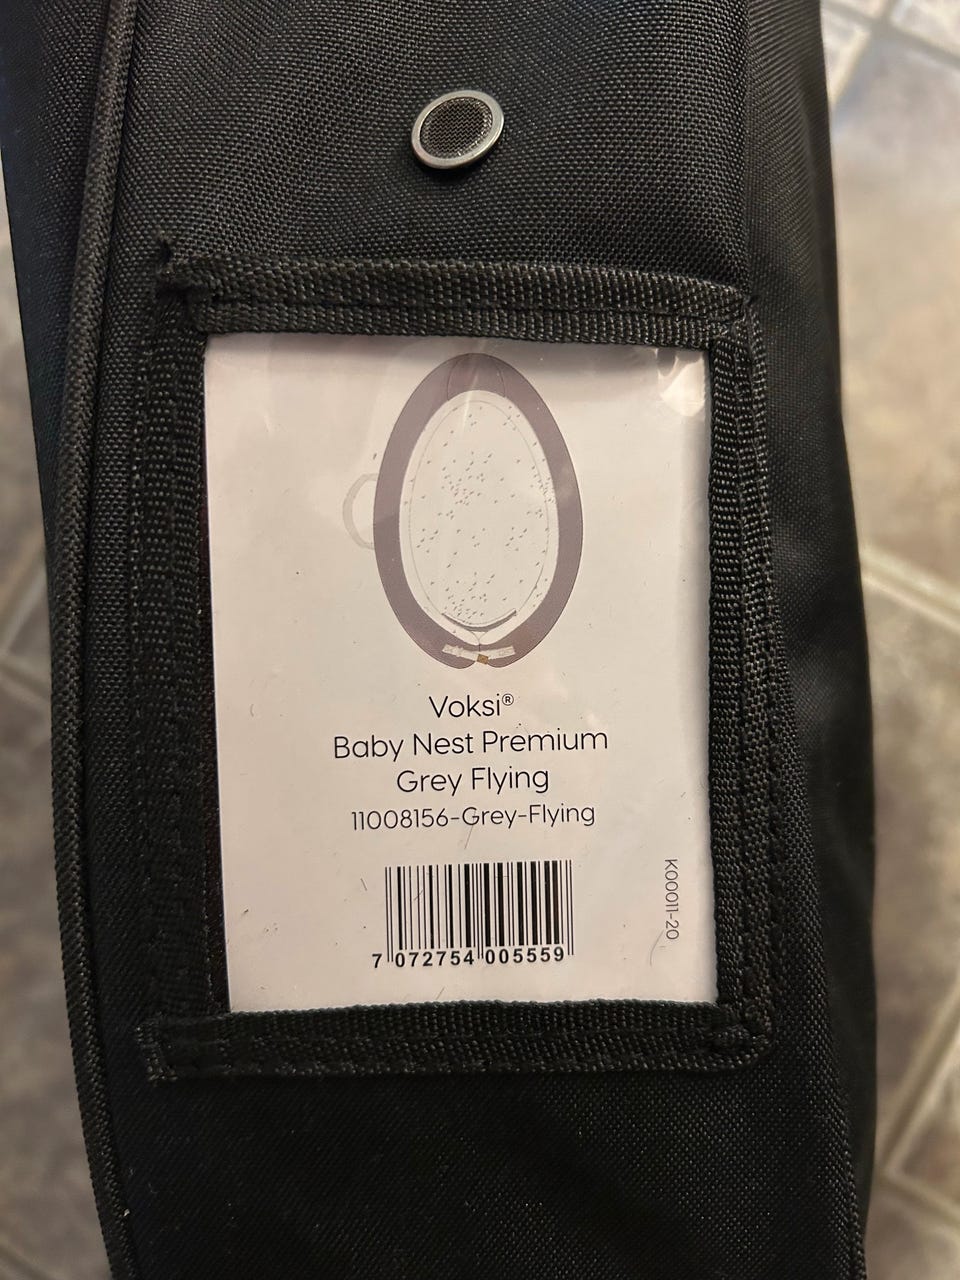 Voksi®
Baby Nest Premium
Grey Flying
11008156-Grey-Flying
K00011-20
7 072754 005559